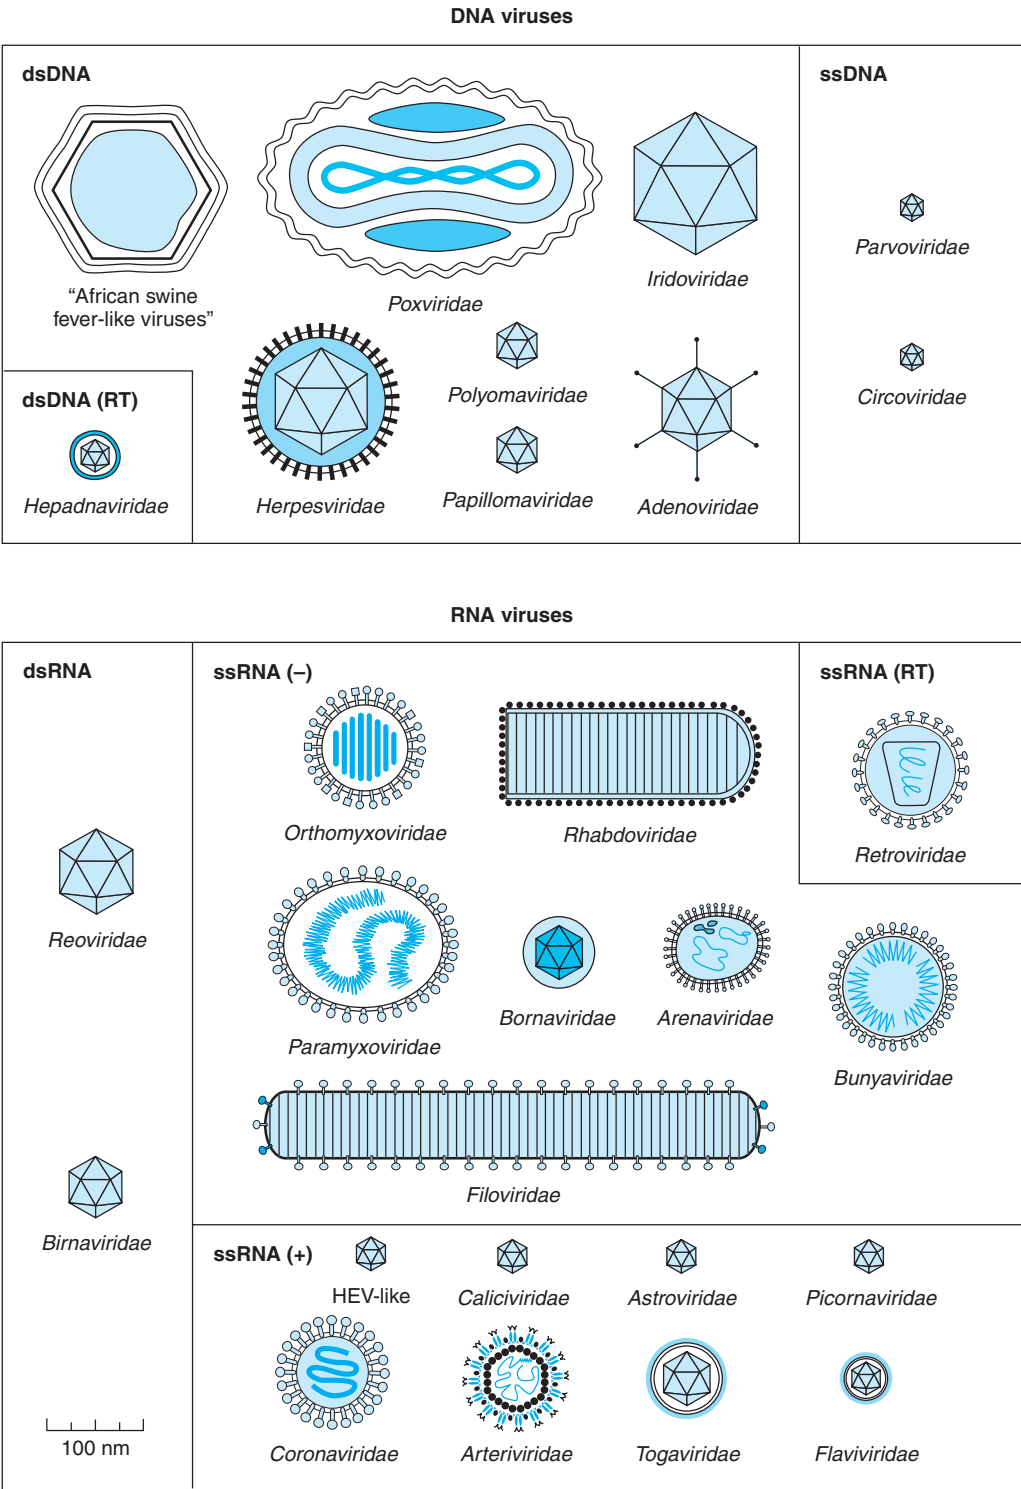 DNA viruses
dsDNA
"African swine
fever-like viruses"
Poxviridae
Iridoviridae
dsDNA (RT)
Hepadnaviridae
Herpesviridae
Polyomaviridae
Papillomaviridae
Adenoviridae
ssDNA
Parvoviridae
Circoviridae
RNA viruses
dsRNA
Reoviridae
Birnaviridae
100 nm
ssRNA (–)
Orthomyxoviridae
Rhabdoviridae
Paramyxoviridae
Bornaviridae
Arenaviridae
Bunyaviridae
Filoviridae
ssRNA (RT)
Retroviridae
ssRNA (+)
HEV-like
Caliciviridae
Astroviridae
Picornaviridae
Coronaviridae
Arteriviridae
Togaviridae
Flaviviridae